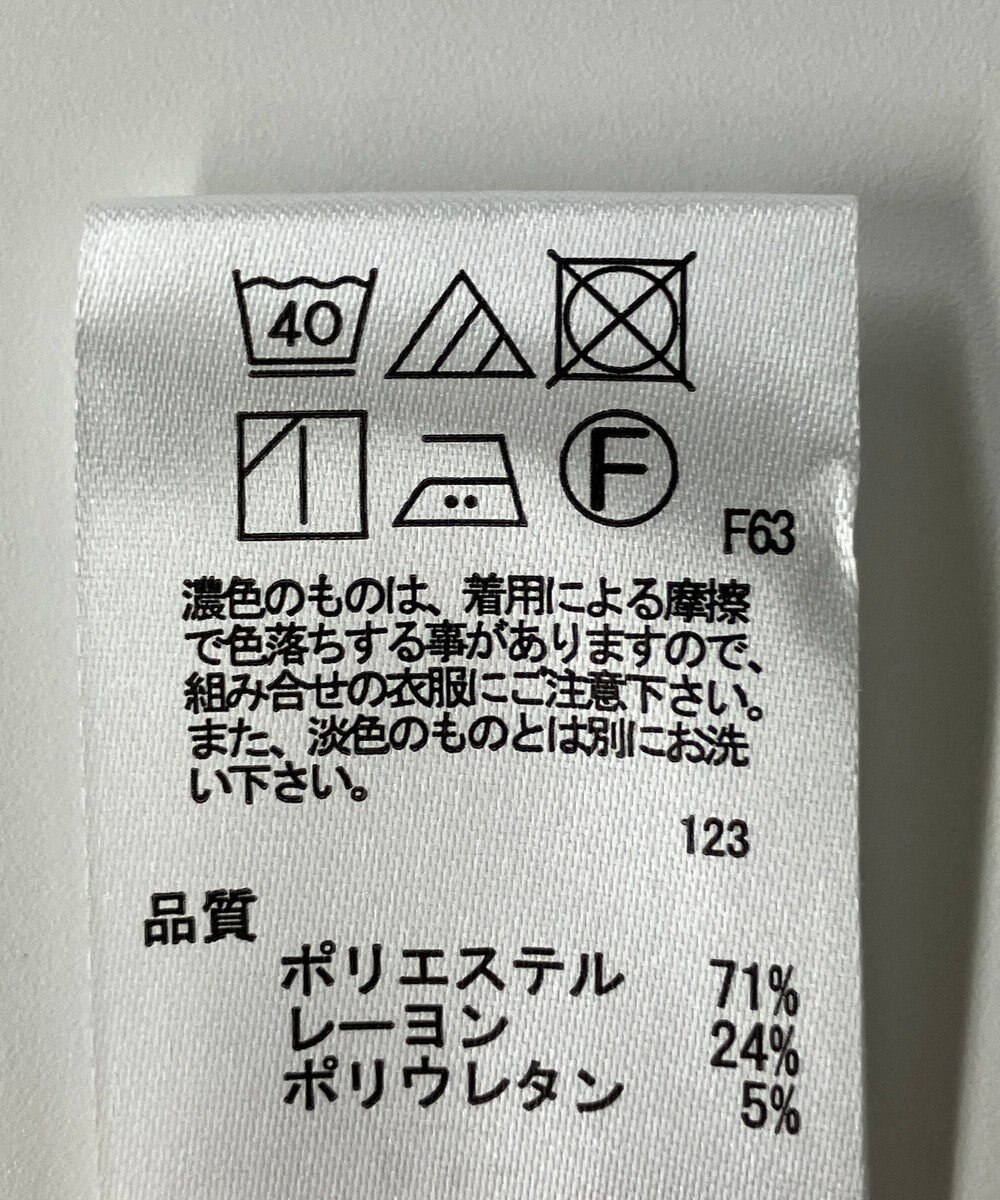 40
F
F63
濃色のものは、着用による摩擦
で色落ちする事がありますので、
組み合せの衣服にご注意下さい。
また、淡色のものとは別にお洗
い下さい。
123
品質
ポリエステル 71%
レーヨン 24%
ポリウレタン 5%